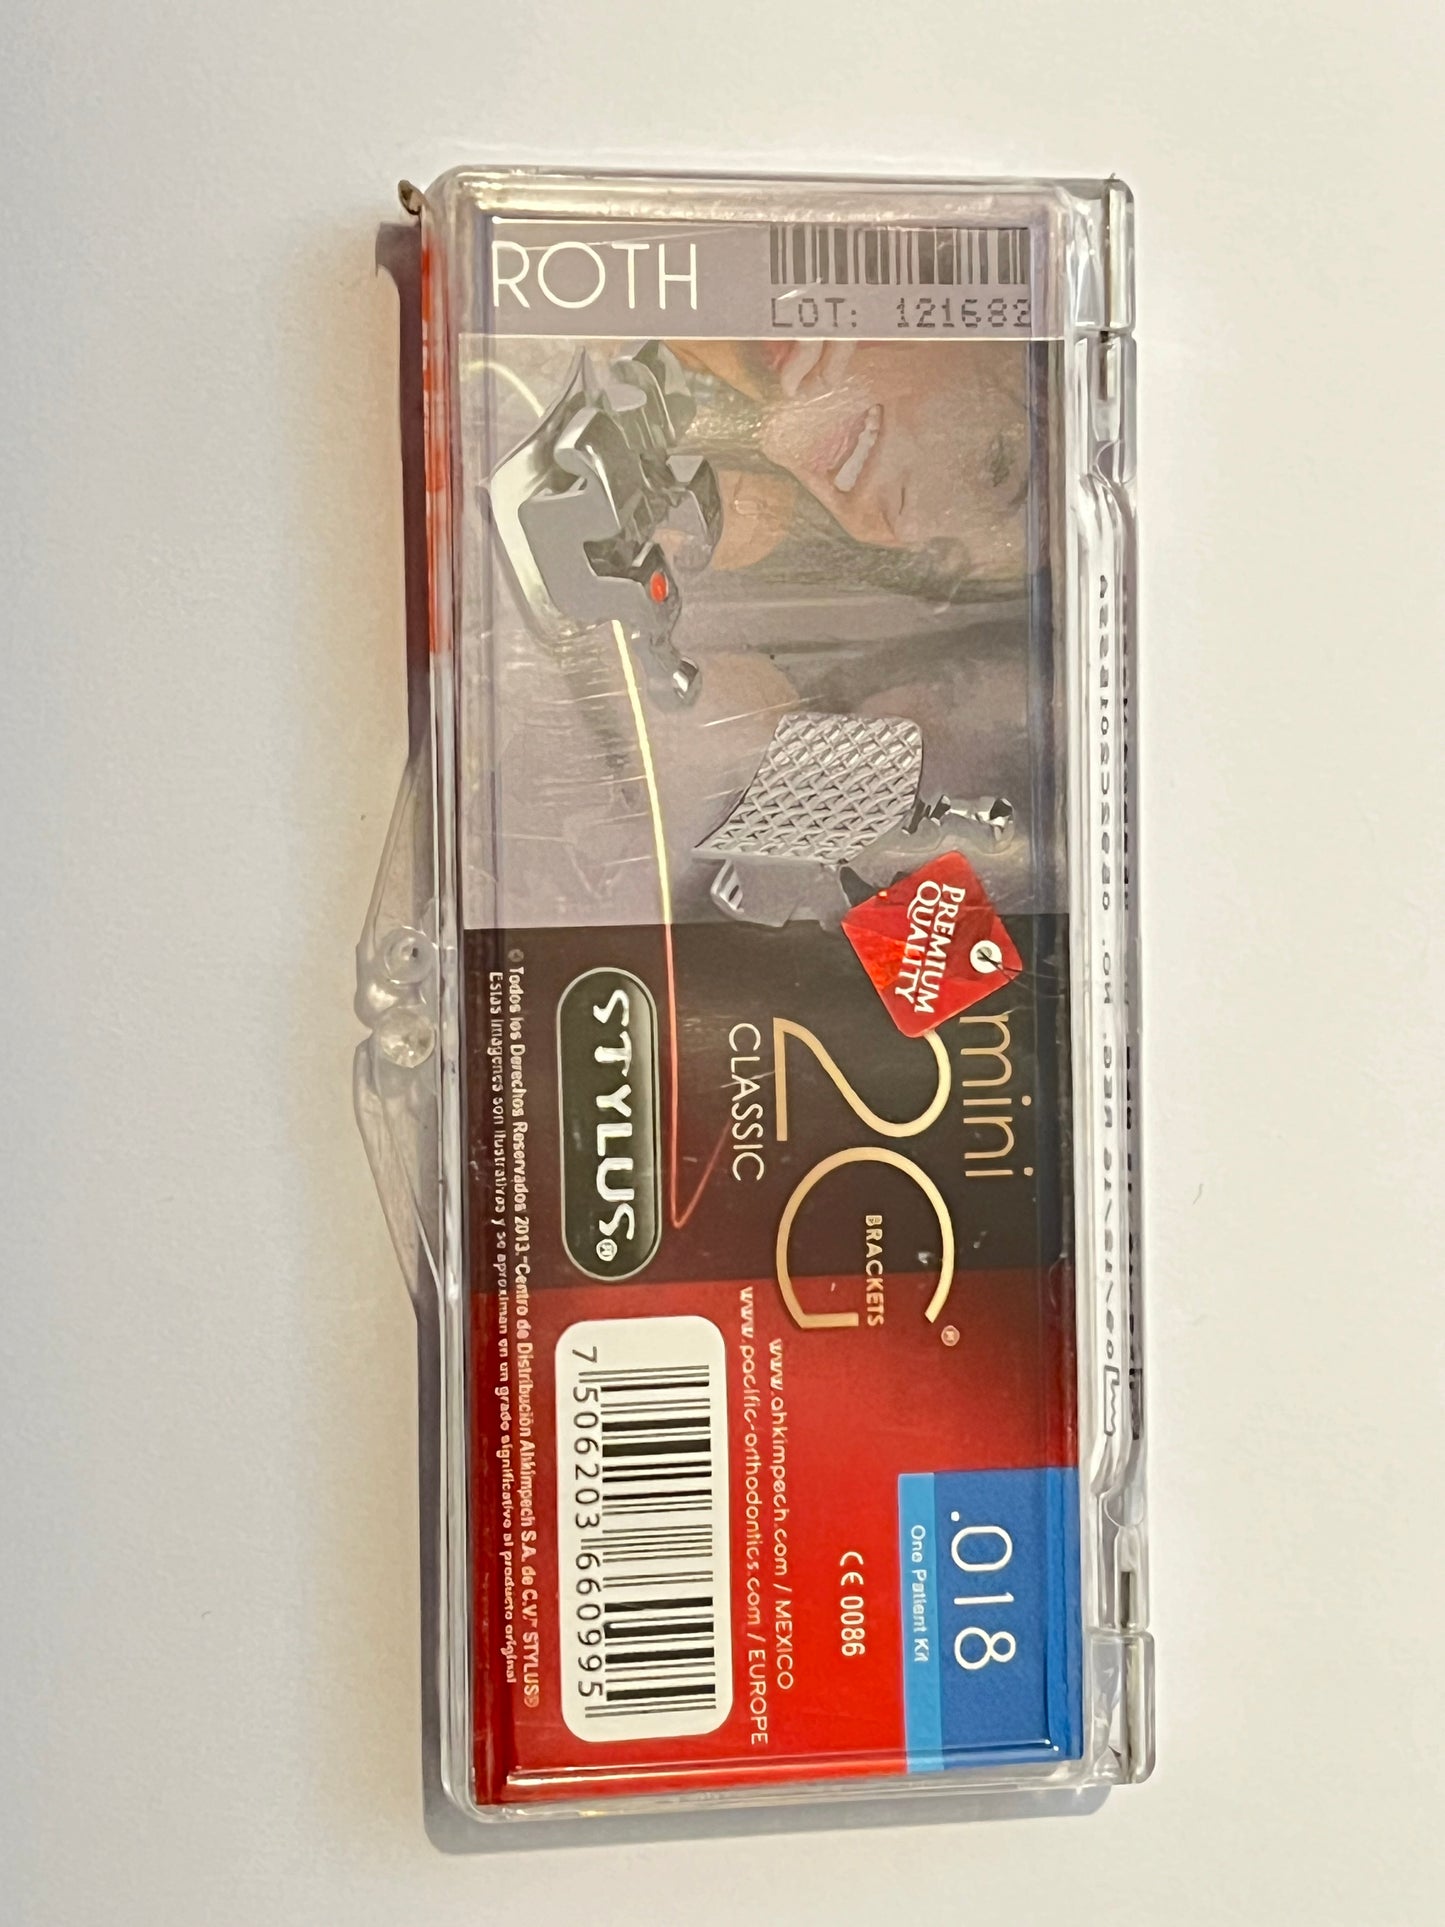 ROTH
LOT: 121682
PREMIUM
QUALITY
mini
2C®
BRACKETS
CLASSIC
STYLUS®
.018
One Patient Kit
CE 0086
www.ahkimpech.com / MEXICO
www.pacific-orthodontics.com / EUROPE
7 506203 660995
© Todos los Derechos Reservados 2013. "Centro de Distribución Ahkimpech S.A. de C.V." STYLUS®
Estas imagenes son ilustrativas y se aproximan en un grado significativo al producto original